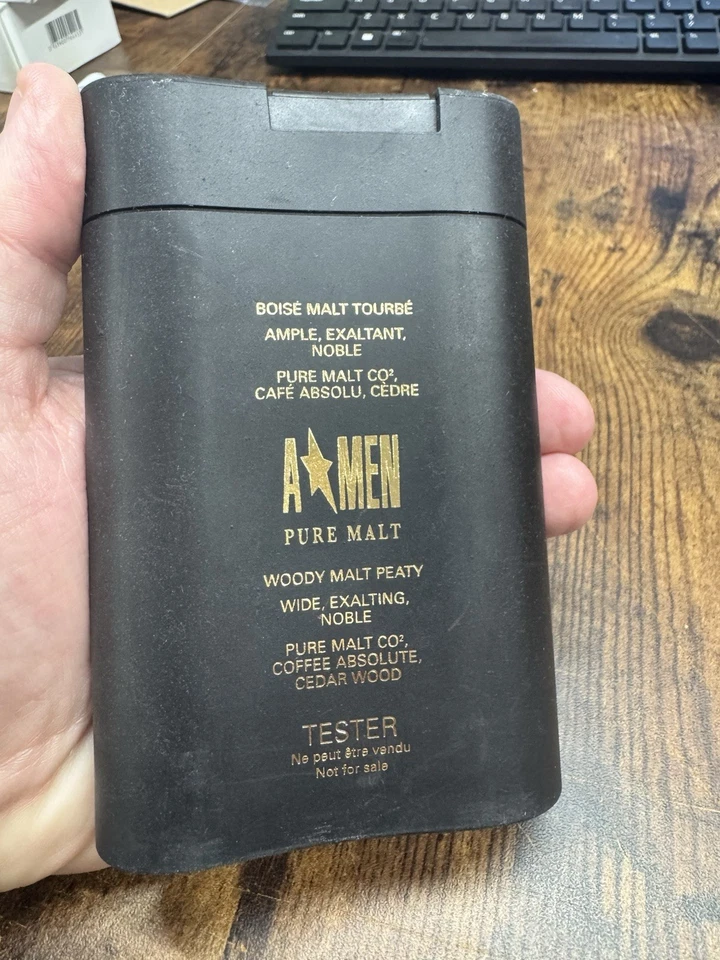 BOISÉ MALT TOURBÉ
AMPLE, EXALTANT,
NOBLE
PURE MALT CO²,
CAFÉ ABSOLU, CÈDRE
A★MEN
PURE MALT
WOODY MALT PEATY
WIDE, EXALTING,
NOBLE
PURE MALT CO²,
COFFEE ABSOLUTE,
CEDAR WOOD
TESTER
Ne peut être vendu
Not for sale